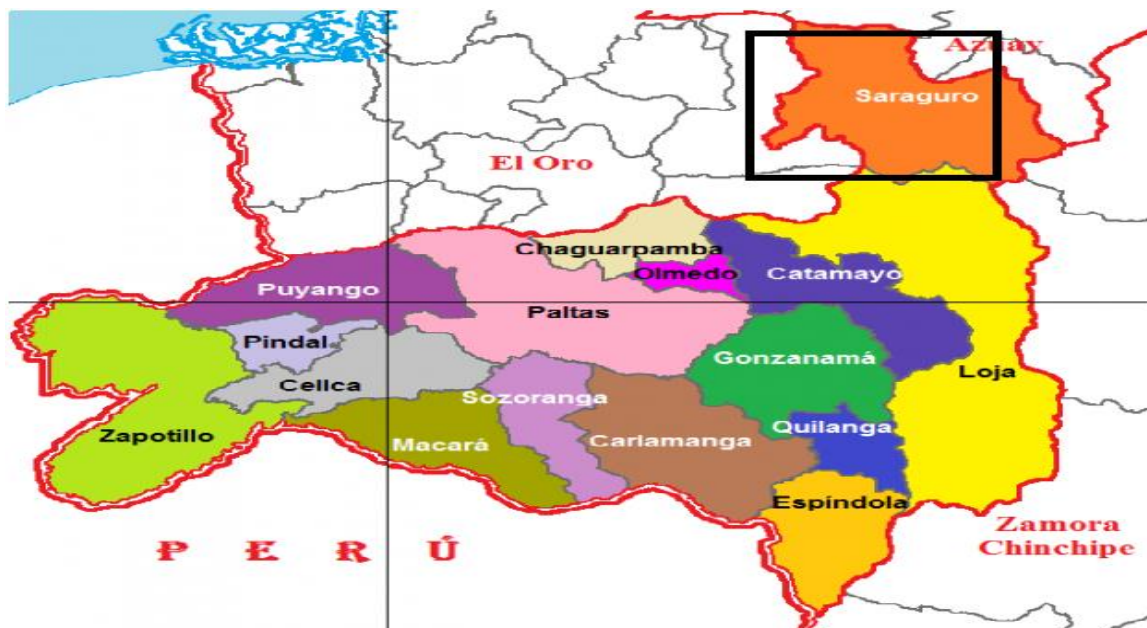 Azuay
Saraguro
El Oro
Chaguarpamba
Olmedo
Catamayo
Puyango
Paltas
Pindal
Gonzanamá
Celica
Loja
Sozoranga
Zapotillo
Macará
Carlamanga
Quilanga
Espíndola
Zamora
Chinchipe
P E R Ú